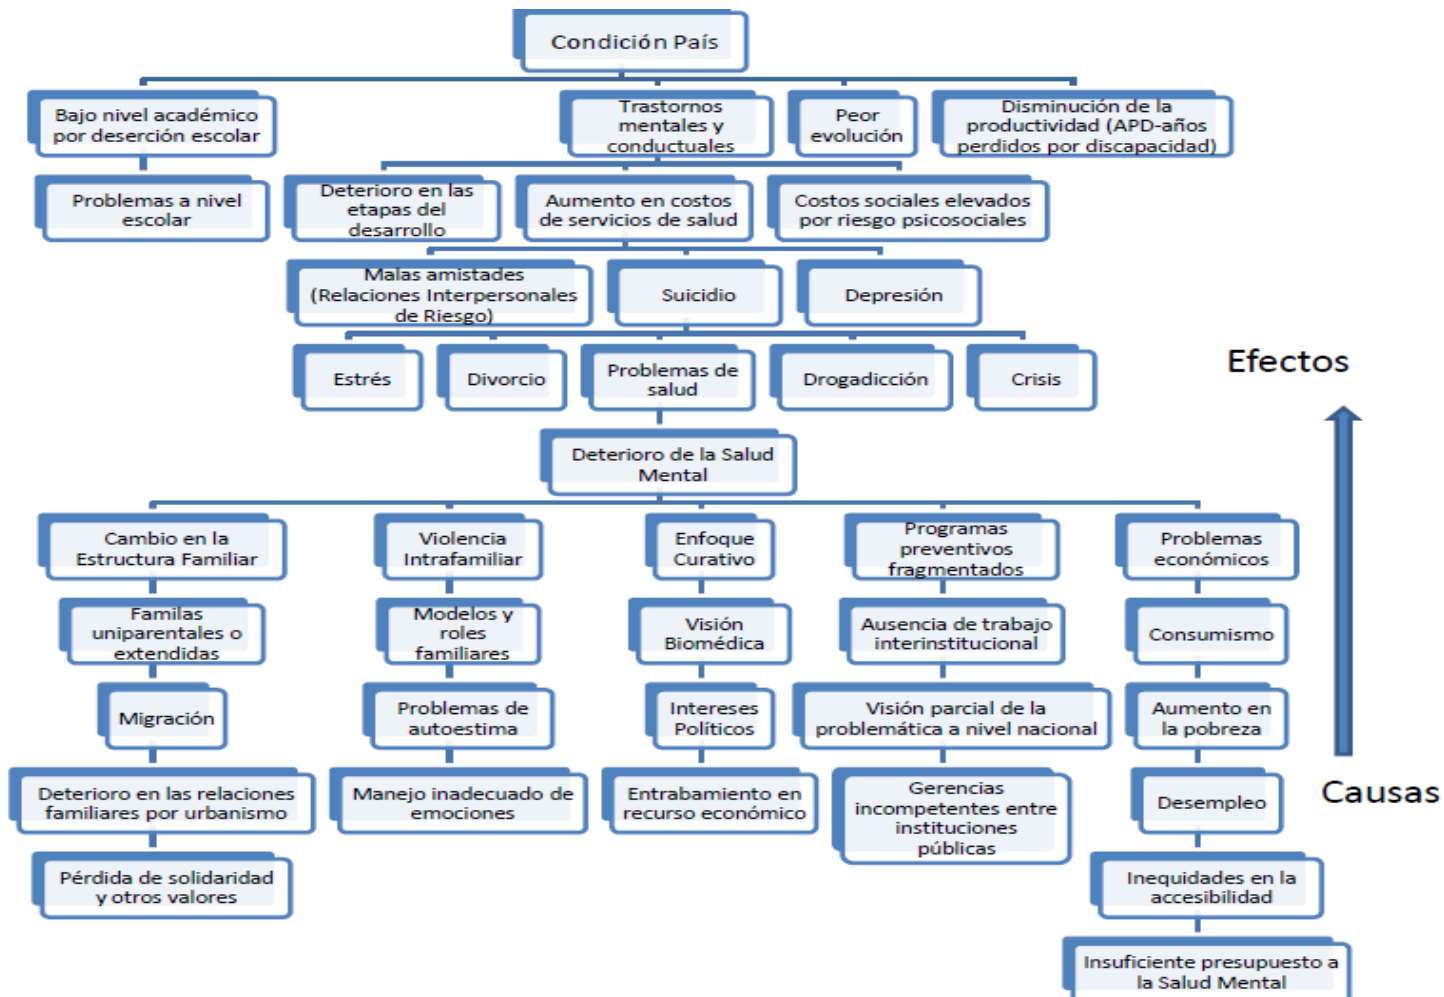 Condición País
Bajo nivel académico
por deserción escolar
Trastornos
mentales y
conductuales
Peor
evolución
Disminución de la
productividad (APD-años
perdidos por discapacidad)
Problemas a nivel
escolar
Deterioro en las
etapas del
desarrollo
Aumento en costos
de servicios de salud
Costos sociales elevados
por riesgo psicosociales
Malas amistades
(Relaciones Interpersonales
de Riesgo)
Suicidio
Depresión
Estrés
Divorcio
Problemas de
salud
Drogadicción
Crisis
Efectos
Deterioro de la Salud
Mental
Cambio en la
Estructura Familiar
Violencia
Intrafamiliar
Enfoque
Curativo
Programas
preventivos
fragmentados
Problemas
económicos
Familas
uniparentales o
extendidas
Modelos y
roles
familiares
Visión
Biomédica
Ausencia de trabajo
interinstitucional
Consumismo
Migración
Problemas de
autoestima
Intereses
Políticos
Visión parcial de la
problemática a nivel nacional
Aumento en
la pobreza
Deterioro en las relaciones
familiares por urbanismo
Manejo inadecuado de
emociones
Entrabamiento en
recurso económico
Gerencias
incompetentes entre
instituciones
públicas
Desempleo
Causas
Pérdida de solidaridad
y otros valores
Inequidades en la
accesibilidad
Insuficiente presupuesto a
la Salud Mental